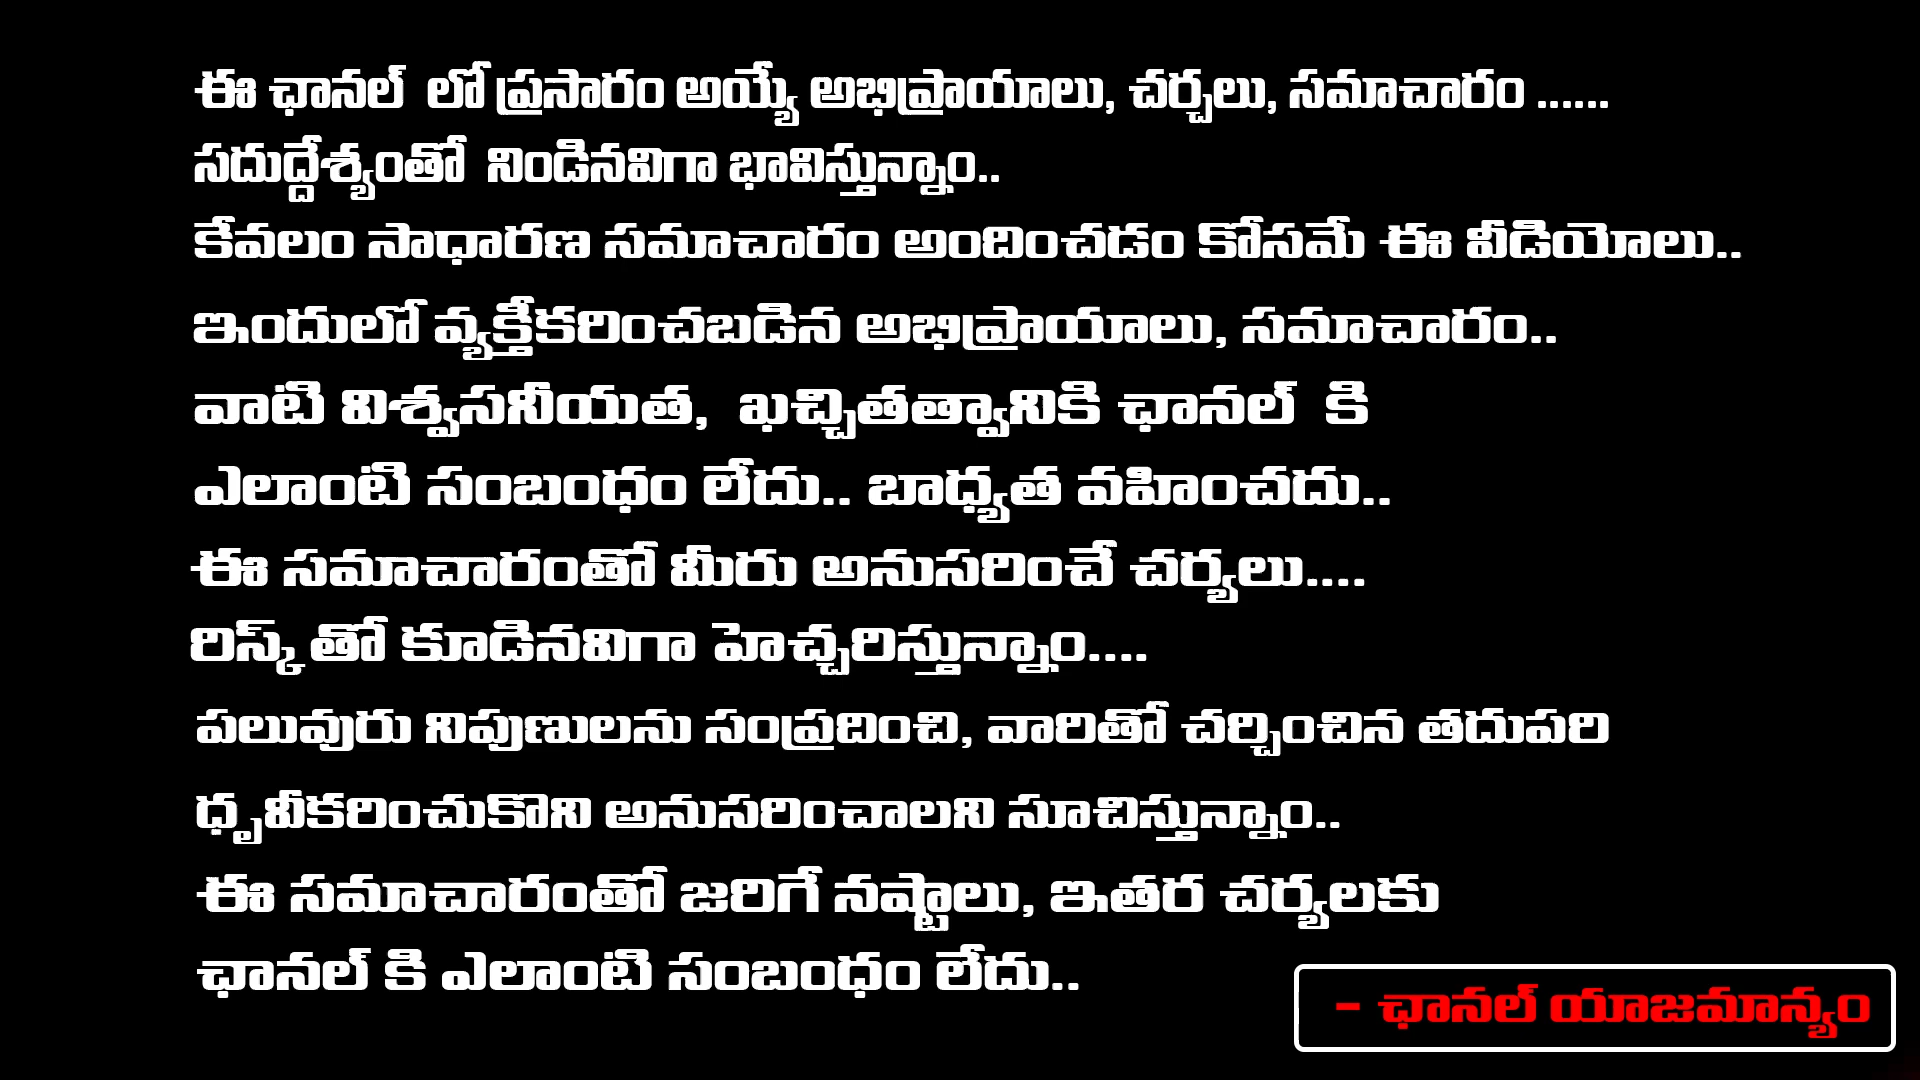 ఈ ఛానల్ లో ప్రసారం అయ్యే అభిప్రాయాలు, చర్చలు, సమాచారం ......
సదుద్దేశ్యంతో నిండినవిగా భావిస్తున్నాం..
కేవలం సాధారణ సమాచారం అందించడం కోసమే ఈ వీడియోలు..
ఇందులో వ్యక్తీకరించబడిన అభిప్రాయాలు, సమాచారం..
వాటి విశ్వసనీయత, ఖచ్చితత్వానికి ఛానల్ కి
ఎలాంటి సంబంధం లేదు.. బాధ్యత వహించదు..
ఈ సమాచారంతో మీరు అనుసరించే చర్యలు....
రిస్క్ తో కూడినవిగా హెచ్చరిస్తున్నాం....
పలువురు నిపుణులను సంప్రదించి, వారితో చర్చించిన తదుపరి
ధృవీకరించుకొని అనుసరించాలని సూచిస్తున్నాం..
ఈ సమాచారంతో జరిగే నష్టాలు, ఇతర చర్యలకు
ఛానల్ కి ఎలాంటి సంబంధం లేదు..
- ఛానల్ యాజమాన్యం